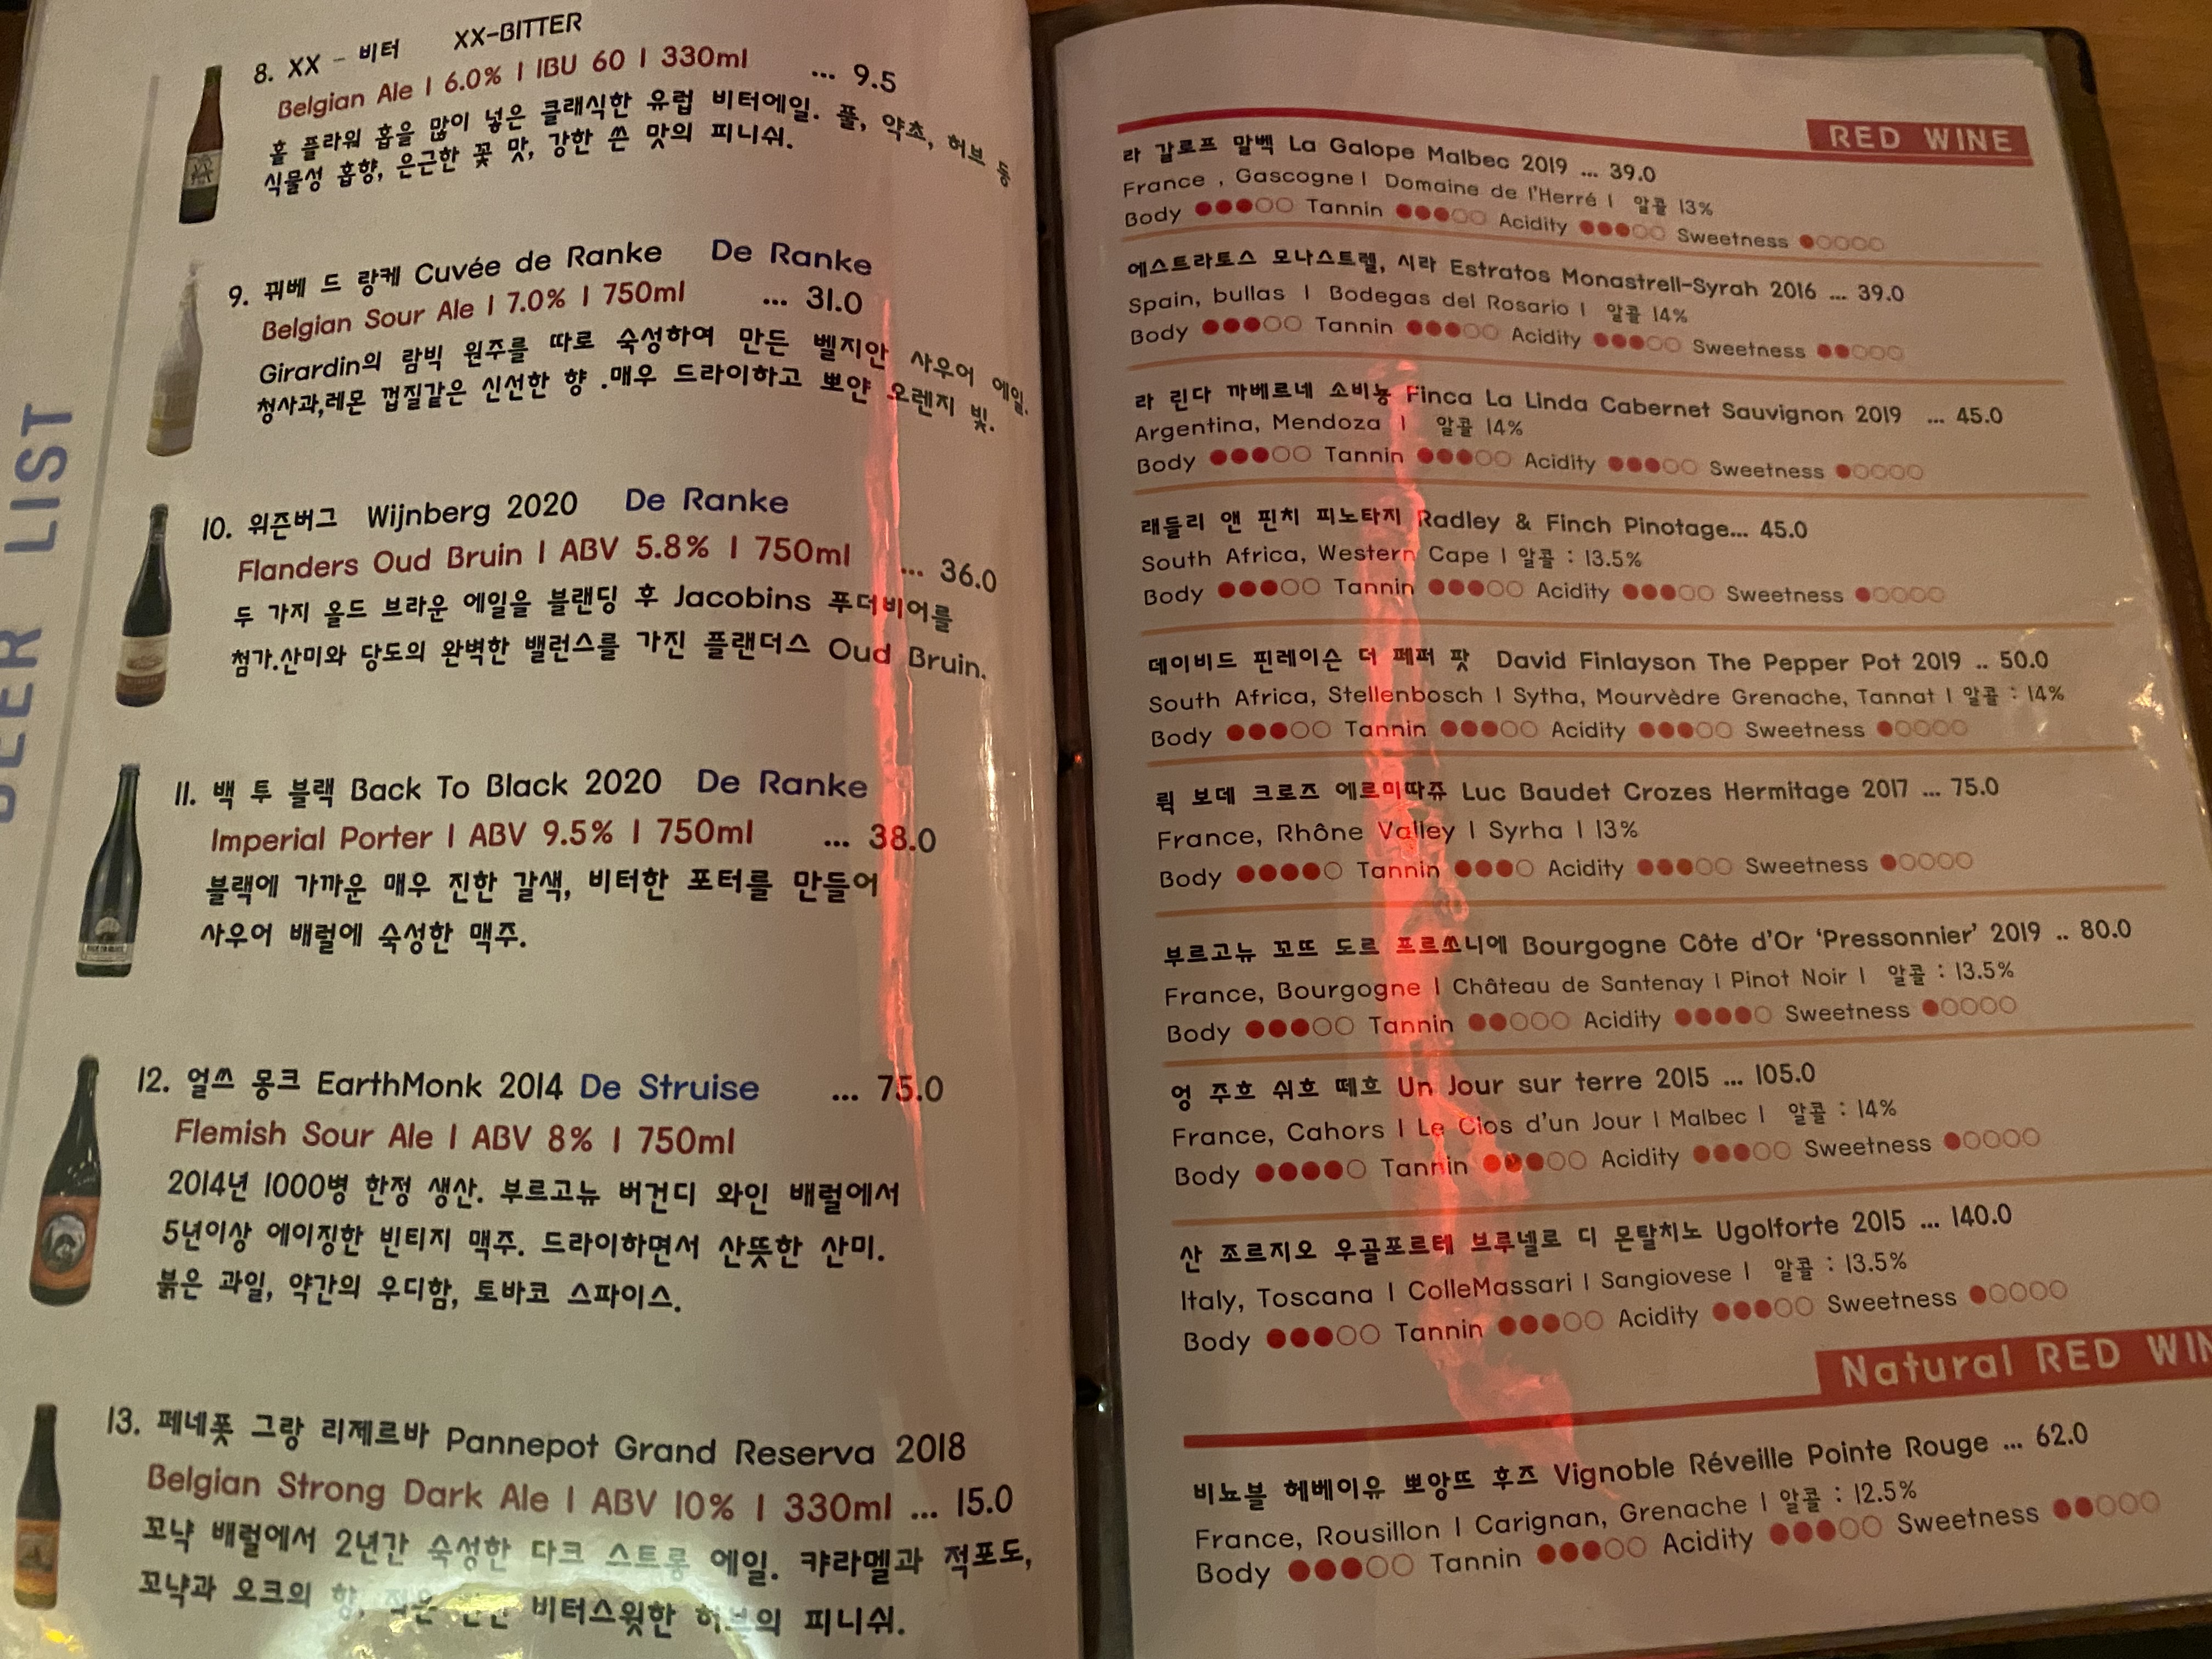 BEER LIST
8. XX - 비터 XX-BITTER
Belgian Ale I 6.0% I IBU 60 I 330ml ... 9.5
홀 플라워 홉을 많이 넣은 클래식한 유럽 비터에일. 풀, 약초, 허브 등
식물성 홉향, 은근한 꽃 맛, 강한 쓴 맛의 피니쉬.
9. 뀌베 드 랑케 Cuvée de Ranke De Ranke
Belgian Sour Ale I 7.0% I 750ml ... 31.0
Girardin의 람빅 원주를 따로 숙성하여 만든 벨지안 사우어 에일.
청사과,레몬 껍질같은 신선한 향 .매우 드라이하고 뽀얀 오렌지 빛.
10. 위즌버그 Wijnberg 2020 De Ranke
Flanders Oud Bruin I ABV 5.8% I 750ml ... 36.0
두 가지 올드 브라운 에일을 블랜딩 후 Jacobins 푸더비어를
첨가.산미와 당도의 완벽한 밸런스를 가진 플랜더스 Oud Bruin.
11. 백 투 블랙 Back To Black 2020 De Ranke
Imperial Porter I ABV 9.5% I 750ml ... 38.0
블랙에 가까운 매우 진한 갈색, 비터한 포터를 만들어
사우어 배럴에 숙성한 맥주.
12. 얼쓰 몽크 EarthMonk 2014 De Struise ... 75.0
Flemish Sour Ale I ABV 8% I 750ml
2014년 1000병 한정 생산. 부르고뉴 버건디 와인 배럴에서
5년이상 에이징한 빈티지 맥주. 드라이하면서 산뜻한 산미.
붉은 과일, 약간의 우디함, 토바코 스파이스.
13. 페네폿 그랑 리제르바 Pannepot Grand Reserva 2018
Belgian Strong Dark Ale I ABV 10% I 330ml ... 15.0
꼬냑 배럴에서 2년간 숙성한 다크 스트롱 에일. 캬라멜과 적포도,
꼬냑과 오크의 향, 비터스윗한 허브의 피니쉬.
RED WINE
라 갈로프 말벡 La Galope Malbec 2019 ... 39.0
France , Gascogne I Domaine de l'Herré I 알콜 13%
Body ●●●○○ Tannin ●●●○○ Acidity ●●●○○ Sweetness ●○○○○
에스트라토스 모나스트렐, 시라 Estratos Monastrell-Syrah 2016 ... 39.0
Spain, bullas I Bodegas del Rosario I 알콜 14%
Body ●●●○○ Tannin ●●●○○ Acidity ●●●○○ Sweetness ●●○○○
라 린다 까베르네 소비뇽 Finca La Linda Cabernet Sauvignon 2019 ... 45.0
Argentina, Mendoza I 알콜 14%
Body ●●●○○ Tannin ●●●○○ Acidity ●●●○○ Sweetness ●○○○○
래들리 앤 핀치 피노타지 Radley & Finch Pinotage... 45.0
South Africa, Western Cape I 알콜 : 13.5%
Body ●●●○○ Tannin ●●●○○ Acidity ●●●○○ Sweetness ●○○○○
데이비드 핀레이슨 더 페퍼 팟 David Finlayson The Pepper Pot 2019 .. 50.0
South Africa, Stellenbosch I Sytha, Mourvèdre Grenache, Tannat I 알콜 : 14%
Body ●●●○○ Tannin ●●●○○ Acidity ●●●○○ Sweetness ●○○○○
뤽 보데 크로즈 에르미따쥬 Luc Baudet Crozes Hermitage 2017 ... 75.0
France, Rhône Valley I Syrha I 13%
Body ●●●●○ Tannin ●●●○ Acidity ●●●○○ Sweetness ●○○○○
부르고뉴 꼬뜨 도르 프르쏘니에 Bourgogne Côte d'Or 'Pressonnier' 2019 .. 80.0
France, Bourgogne I Château de Santenay I Pinot Noir I 알콜 : 13.5%
Body ●●●○○ Tannin ●●○○○ Acidity ●●●●○ Sweetness ●○○○○
엉 주흐 쉬흐 떼흐 Un Jour sur terre 2015 ... 105.0
France, Cahors I Le Clos d'un Jour I Malbec I 알콜 : 14%
Body ●●●●○ Tannin ●●●○○ Acidity ●●●○○ Sweetness ●○○○○
산 조르지오 우골포르테 브루넬로 디 몬탈치노 Ugolforte 2015 ... 140.0
Italy, Toscana I ColleMassari I Sangiovese I 알콜 : 13.5%
Body ●●●○○ Tannin ●●●○○ Acidity ●●●○○ Sweetness ●○○○○
Natural RED WIN
비뇨블 헤베이유 뽀앙뜨 후즈 Vignoble Réveille Pointe Rouge ... 62.0
France, Rousillon I Carignan, Grenache I 알콜 : 12.5%
Body ●●●○○ Tannin ●●●○○ Acidity ●●●○○ Sweetness ●●○○○